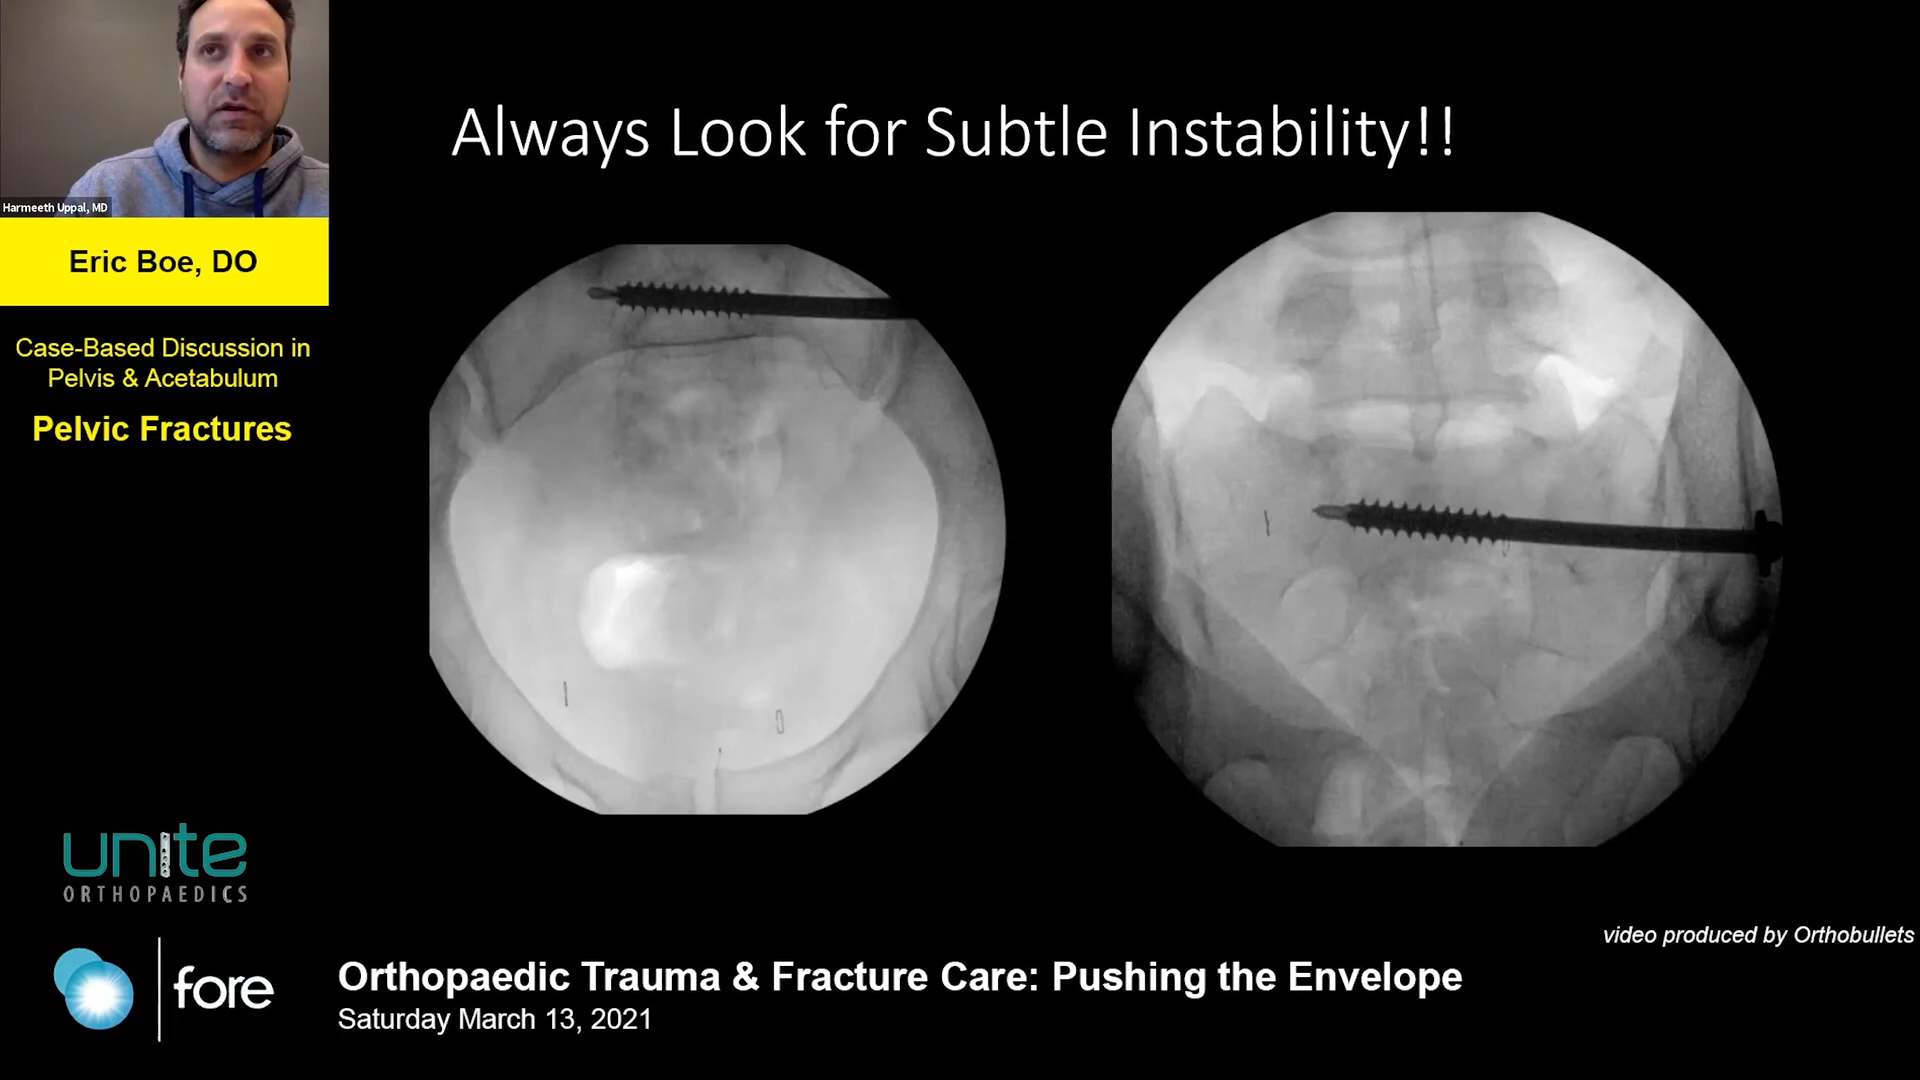 Always Look for Subtle Instability!!
Harmeeth Uppal, MD
Eric Boe, DO
Case-Based Discussion in
Pelvis & Acetabulum
Pelvic Fractures
unite
ORTHOPAEDICS
fore
video produced by Orthobullets
Orthopaedic Trauma & Fracture Care: Pushing the Envelope
Saturday March 13, 2021